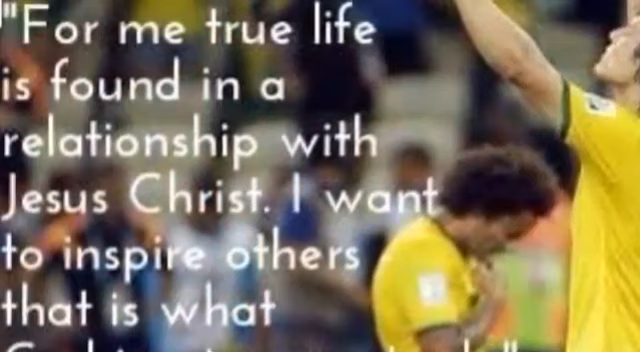 "For me true life
is found in a
relationship with
Jesus Christ. I want
to inspire others
that is what